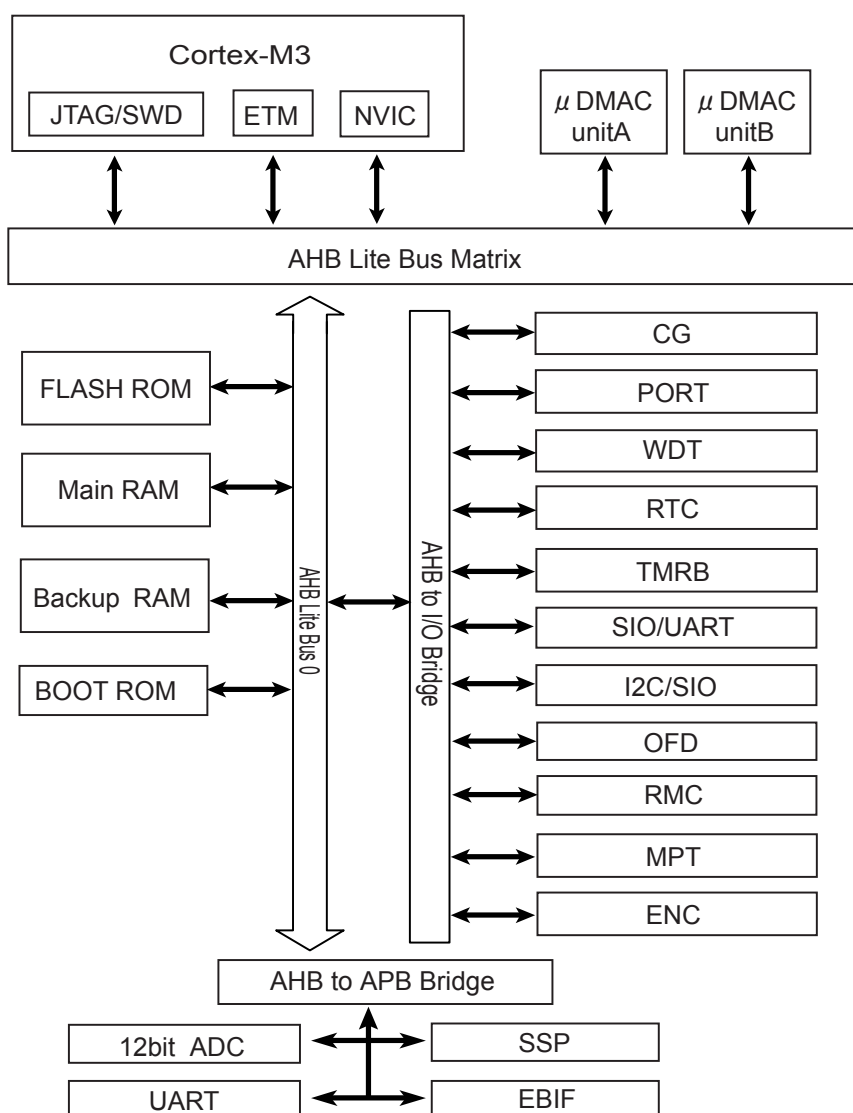 Cortex-M3
JTAG/SWD
ETM
NVIC
μ DMAC
unitA
μ DMAC
unitB
AHB Lite Bus Matrix
FLASH ROM
Main RAM
Backup RAM
BOOT ROM
AHB Lite Bus 0
AHB to I/O Bridge
CG
PORT
WDT
RTC
TMRB
SIO/UART
I2C/SIO
OFD
RMC
MPT
ENC
AHB to APB Bridge
12bit ADC
SSP
UART
EBIF